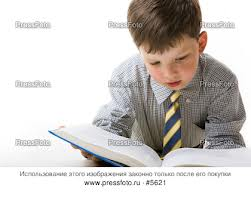 PressFoto PressFoto PressFoto
PressFoto PressFoto PressFoto
PressFoto PressFoto PressFoto
Использование этого изображения законно только после его покупки
www.pressfoto.ru - #5621